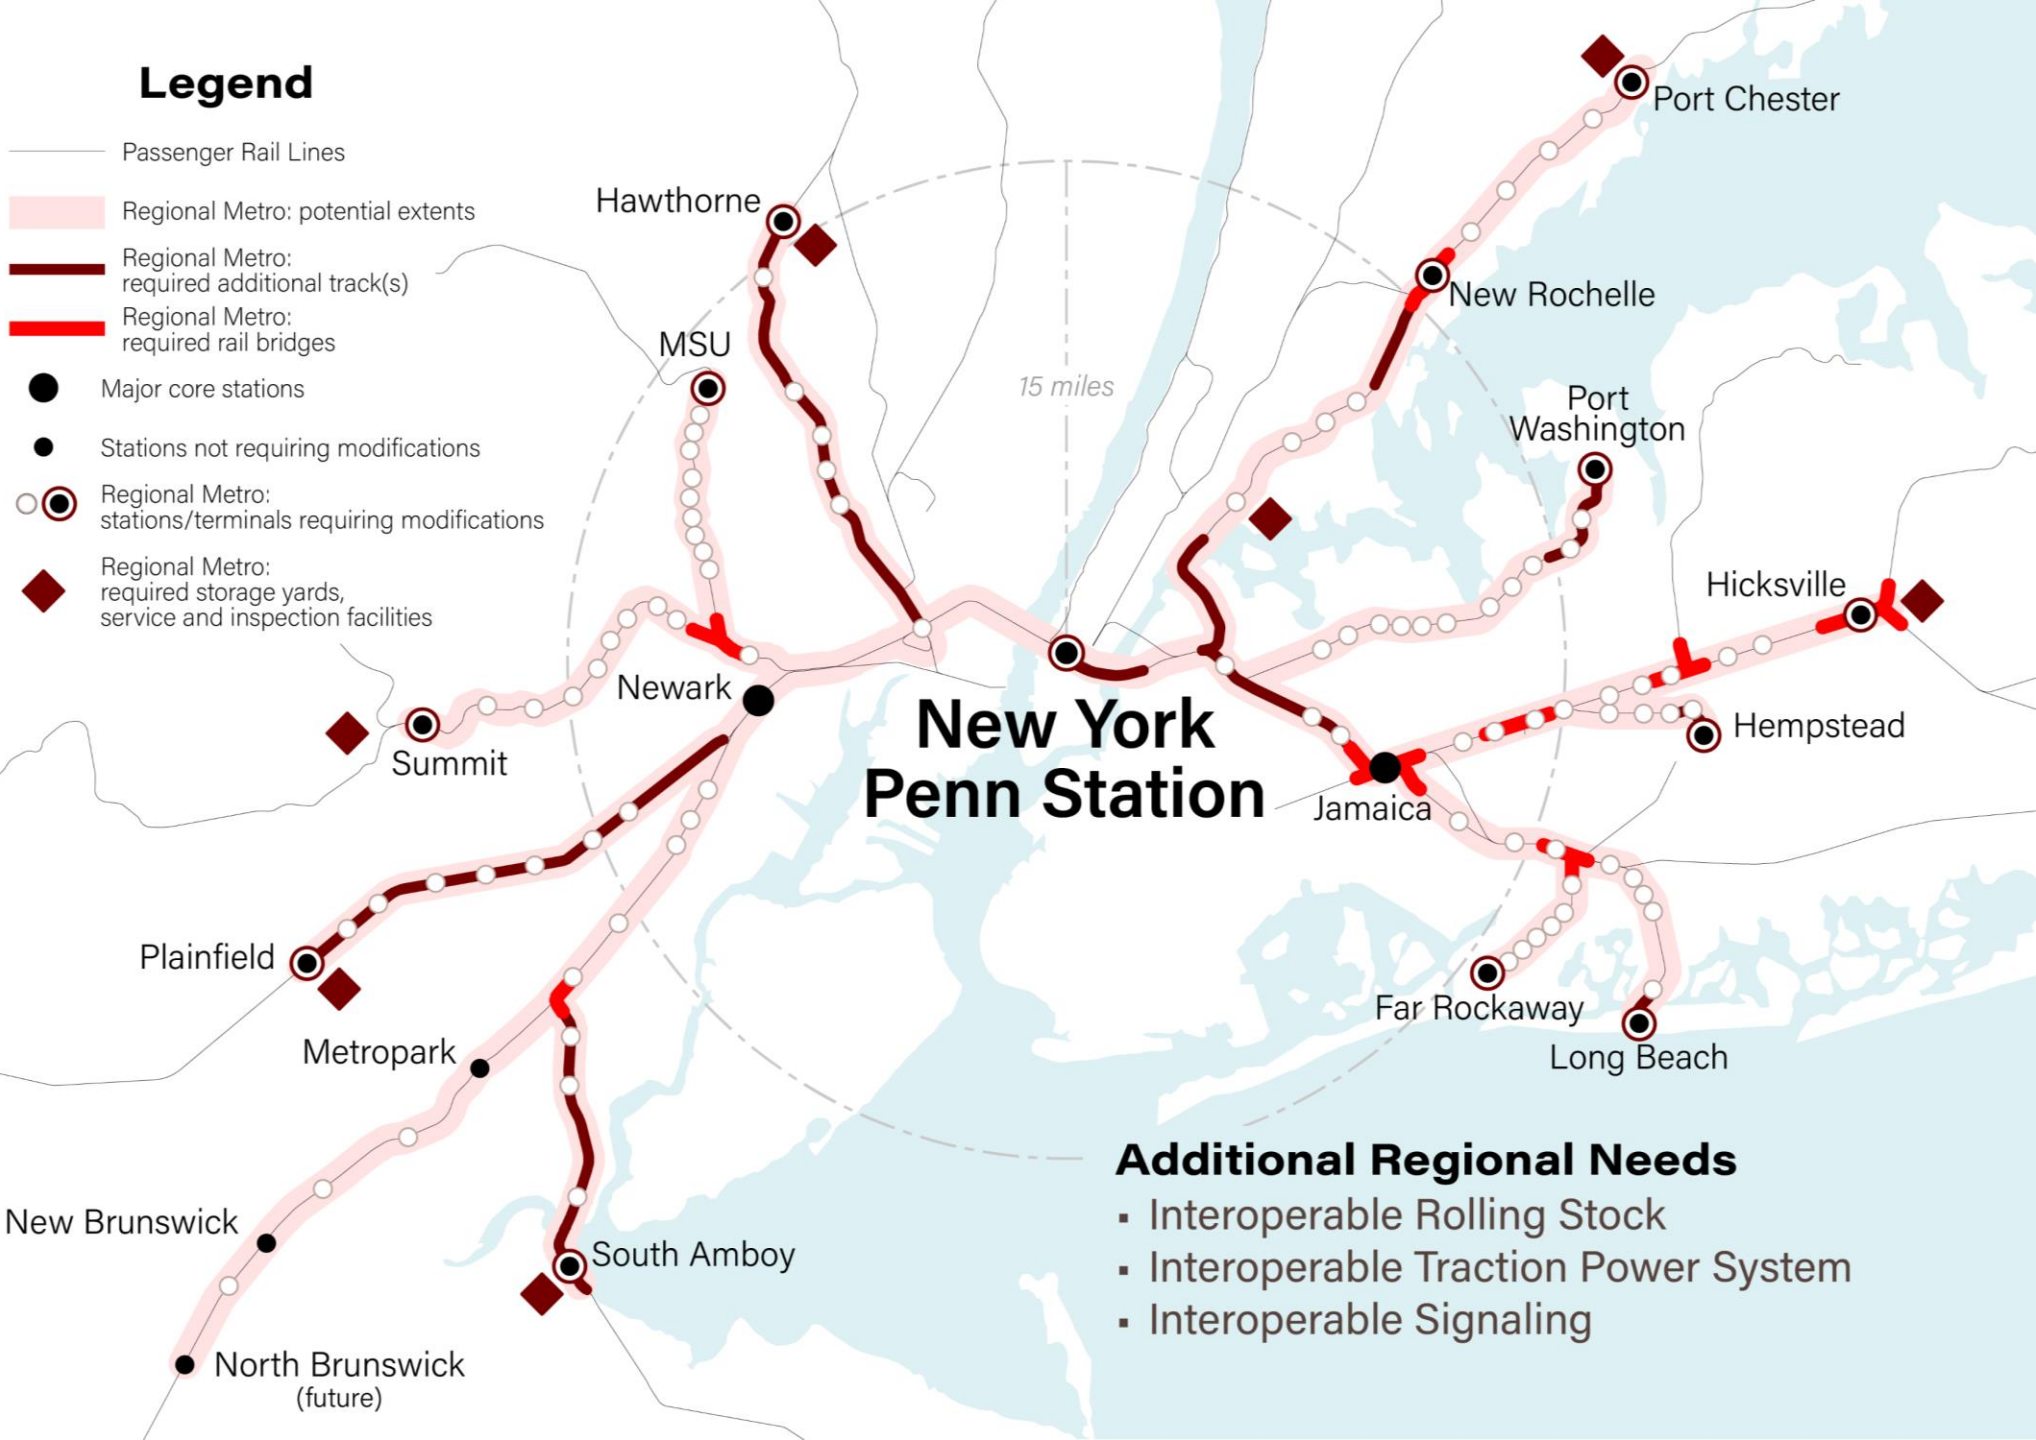 Legend
Passenger Rail Lines
Regional Metro: potential extents
Regional Metro:
required additional track(s)
Regional Metro:
required rail bridges
Major core stations
Stations not requiring modifications
Regional Metro:
stations/terminals requiring modifications
Regional Metro:
required storage yards,
service and inspection facilities
Port Chester
Hawthorne
New Rochelle
MSU
15 miles
Port
Washington
Hicksville
Newark
New York
Penn Station
Hempstead
Summit
Jamaica
Plainfield
Far Rockaway
Metropark
Long Beach
New Brunswick
South Amboy
North Brunswick
(future)
Additional Regional Needs
▪ Interoperable Rolling Stock
▪ Interoperable Traction Power System
▪ Interoperable Signaling